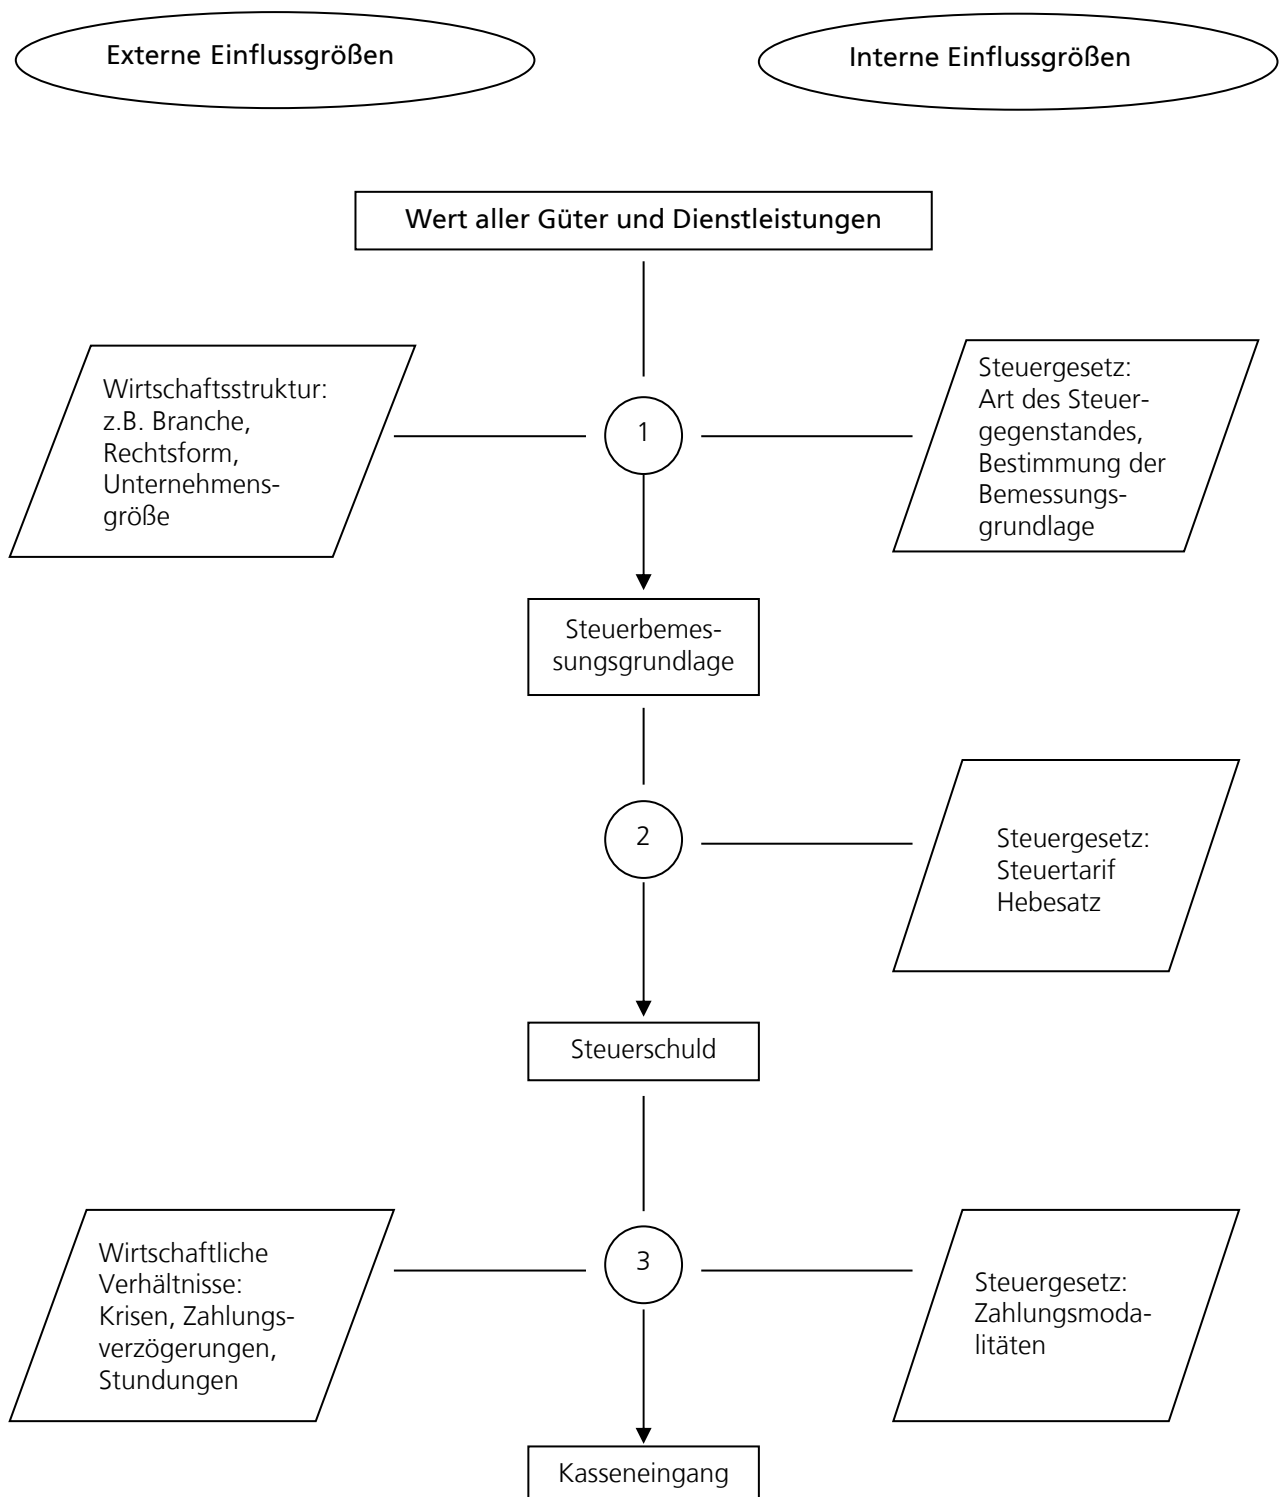 Externe Einflussgrößen
Interne Einflussgrößen
Wert aller Güter und Dienstleistungen
Wirtschaftsstruktur:
z.B. Branche,
Rechtsform,
Unternehmens-
größe
1
Steuergesetz:
Art des Steuer-
gegenstandes,
Bestimmung der
Bemessungs-
grundlage
Steuerbemes-
sungsgrundlage
2
Steuergesetz:
Steuertarif
Hebesatz
Steuerschuld
Wirtschaftliche
Verhältnisse:
Krisen, Zahlungs-
verzögerungen,
Stundungen
3
Steuergesetz:
Zahlungsmoda-
litäten
Kasseneingang